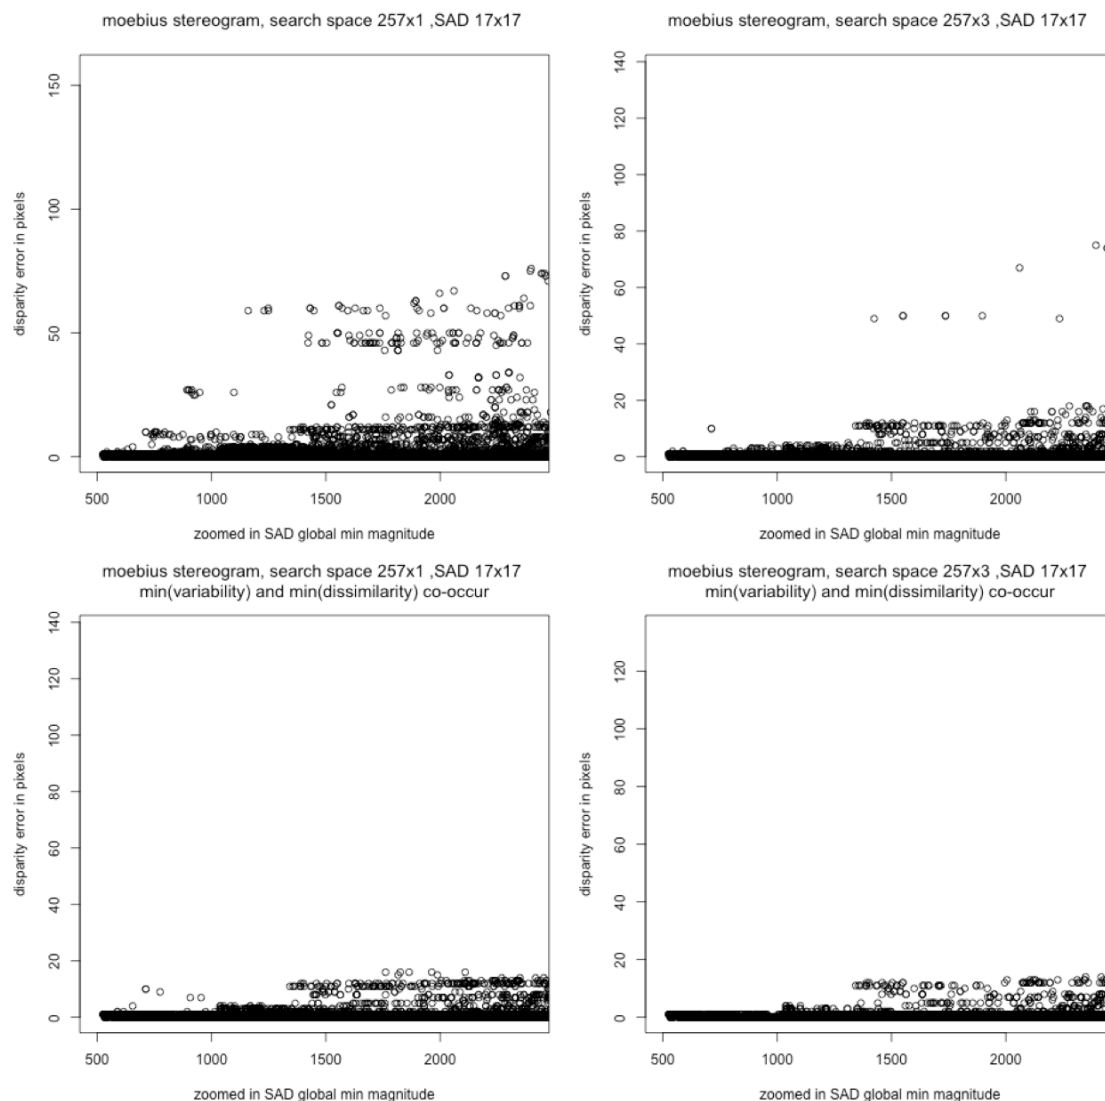 moebius stereogram, search space 257x1 ,SAD 17x17
150
100
50
0
disparity error in pixels
500 1000 1500 2000
zoomed in SAD global min magnitude
moebius stereogram, search space 257x3 ,SAD 17x17
140
120
100
80
60
40
20
0
disparity error in pixels
500 1000 1500 2000
zoomed in SAD global min magnitude
moebius stereogram, search space 257x1 ,SAD 17x17
min(variability) and min(dissimilarity) co-occur
140
120
100
80
60
40
20
0
disparity error in pixels
500 1000 1500 2000
zoomed in SAD global min magnitude
moebius stereogram, search space 257x3 ,SAD 17x17
min(variability) and min(dissimilarity) co-occur
120
100
80
60
40
20
0
disparity error in pixels
500 1000 1500 2000
zoomed in SAD global min magnitude